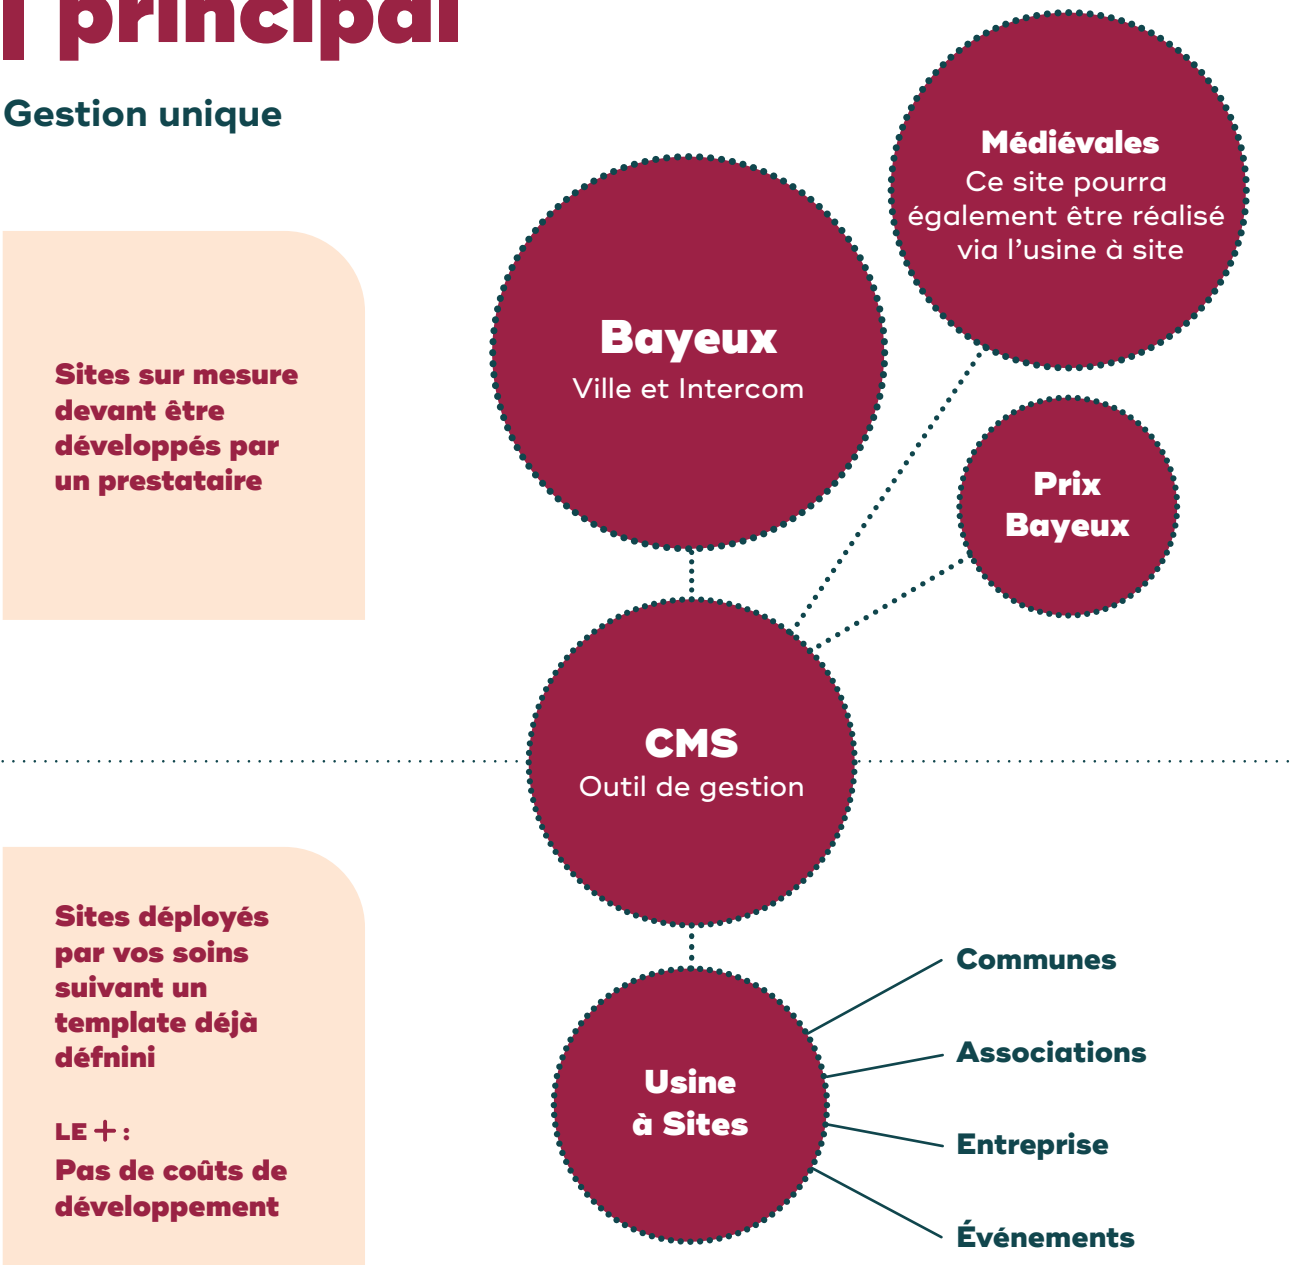 principal
Gestion unique
Médiévales
Ce site pourra
également être réalisé
via l'usine à site
Bayeux
Ville et Intercom
Sites sur mesure
devant être
développés par
un prestataire
Prix
Bayeux
CMS
Outil de gestion
Sites déployés
par vos soins
suivant un
template déjà
défnini
LE + :
Pas de coûts de
développement
Usine
à Sites
Communes
Associations
Entreprise
Événements